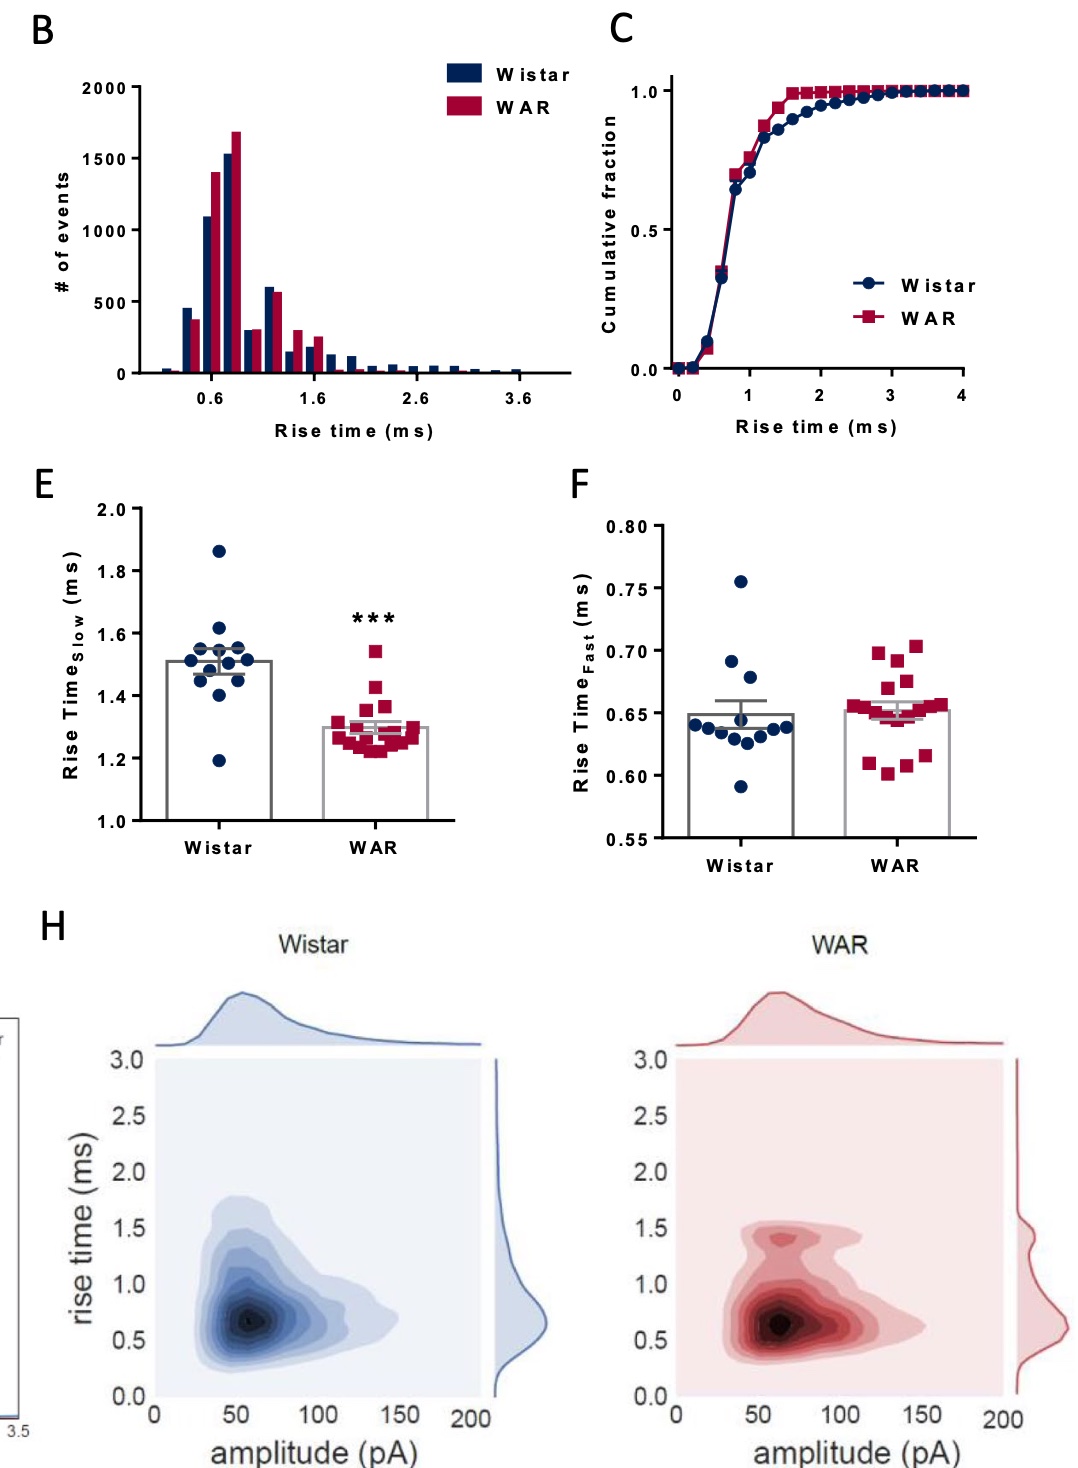 B
Wistar
WAR
2000
1500
1000
500
0
# of events
0.6 1.6 2.6 3.6
Rise time (ms)
C
1.0
0.5
0.0
Cumulative fraction
Wistar
WAR
0 1 2 3 4
Rise time (ms)
E
2.0
1.8
1.6
1.4
1.2
1.0
Rise TimeSlow (ms)
***
Wistar WAR
F
0.80
0.75
0.70
0.65
0.60
0.55
Rise TimeFast (ms)
Wistar WAR
r
3.5
H
Wistar
3.0
2.5
2.0
1.5
1.0
0.5
0.0
rise time (ms)
0 50 100 150 200
amplitude (pA)
WAR
3.0
2.5
2.0
1.5
1.0
0.5
0.0
0 50 100 150 200
amplitude (pA)